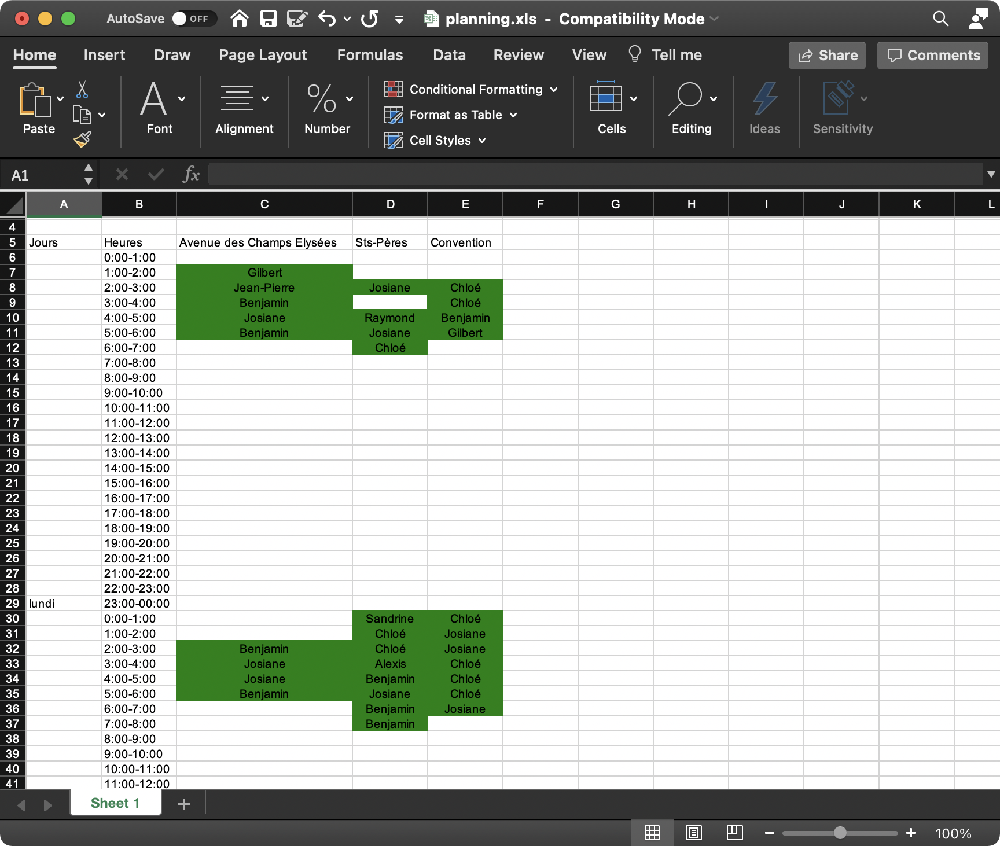 AutoSave OFF planning.xls - Compatibility Mode
Home Insert Draw Page Layout Formulas Data Review View Tell me Share Comments
Paste Font Alignment % Number Conditional Formatting Format as Table Cell Styles Cells Editing Ideas Sensitivity
A1 fx
A B C D E F G H I J K L
4
5 Jours Heures Avenue des Champs Elysées Sts-Pères Convention
6 0:00-1:00
7 1:00-2:00 Gilbert
8 2:00-3:00 Jean-Pierre Josiane Chloé
9 3:00-4:00 Benjamin Chloé
10 4:00-5:00 Josiane Raymond Benjamin
11 5:00-6:00 Benjamin Josiane Gilbert
12 6:00-7:00 Chloé
13 7:00-8:00
14 8:00-9:00
15 9:00-10:00
16 10:00-11:00
17 11:00-12:00
18 12:00-13:00
19 13:00-14:00
20 14:00-15:00
21 15:00-16:00
22 16:00-17:00
23 17:00-18:00
24 18:00-19:00
25 19:00-20:00
26 20:00-21:00
27 21:00-22:00
28 22:00-23:00
29 lundi 23:00-00:00
30 0:00-1:00 Sandrine Chloé
31 1:00-2:00 Chloé Josiane
32 2:00-3:00 Benjamin Chloé Josiane
33 3:00-4:00 Josiane Alexis Chloé
34 4:00-5:00 Josiane Benjamin Chloé
35 5:00-6:00 Benjamin Josiane Chloé
36 6:00-7:00 Benjamin Josiane
37 7:00-8:00 Benjamin
38 8:00-9:00
39 9:00-10:00
40 10:00-11:00
41 11:00-12:00
Sheet 1 +
100%